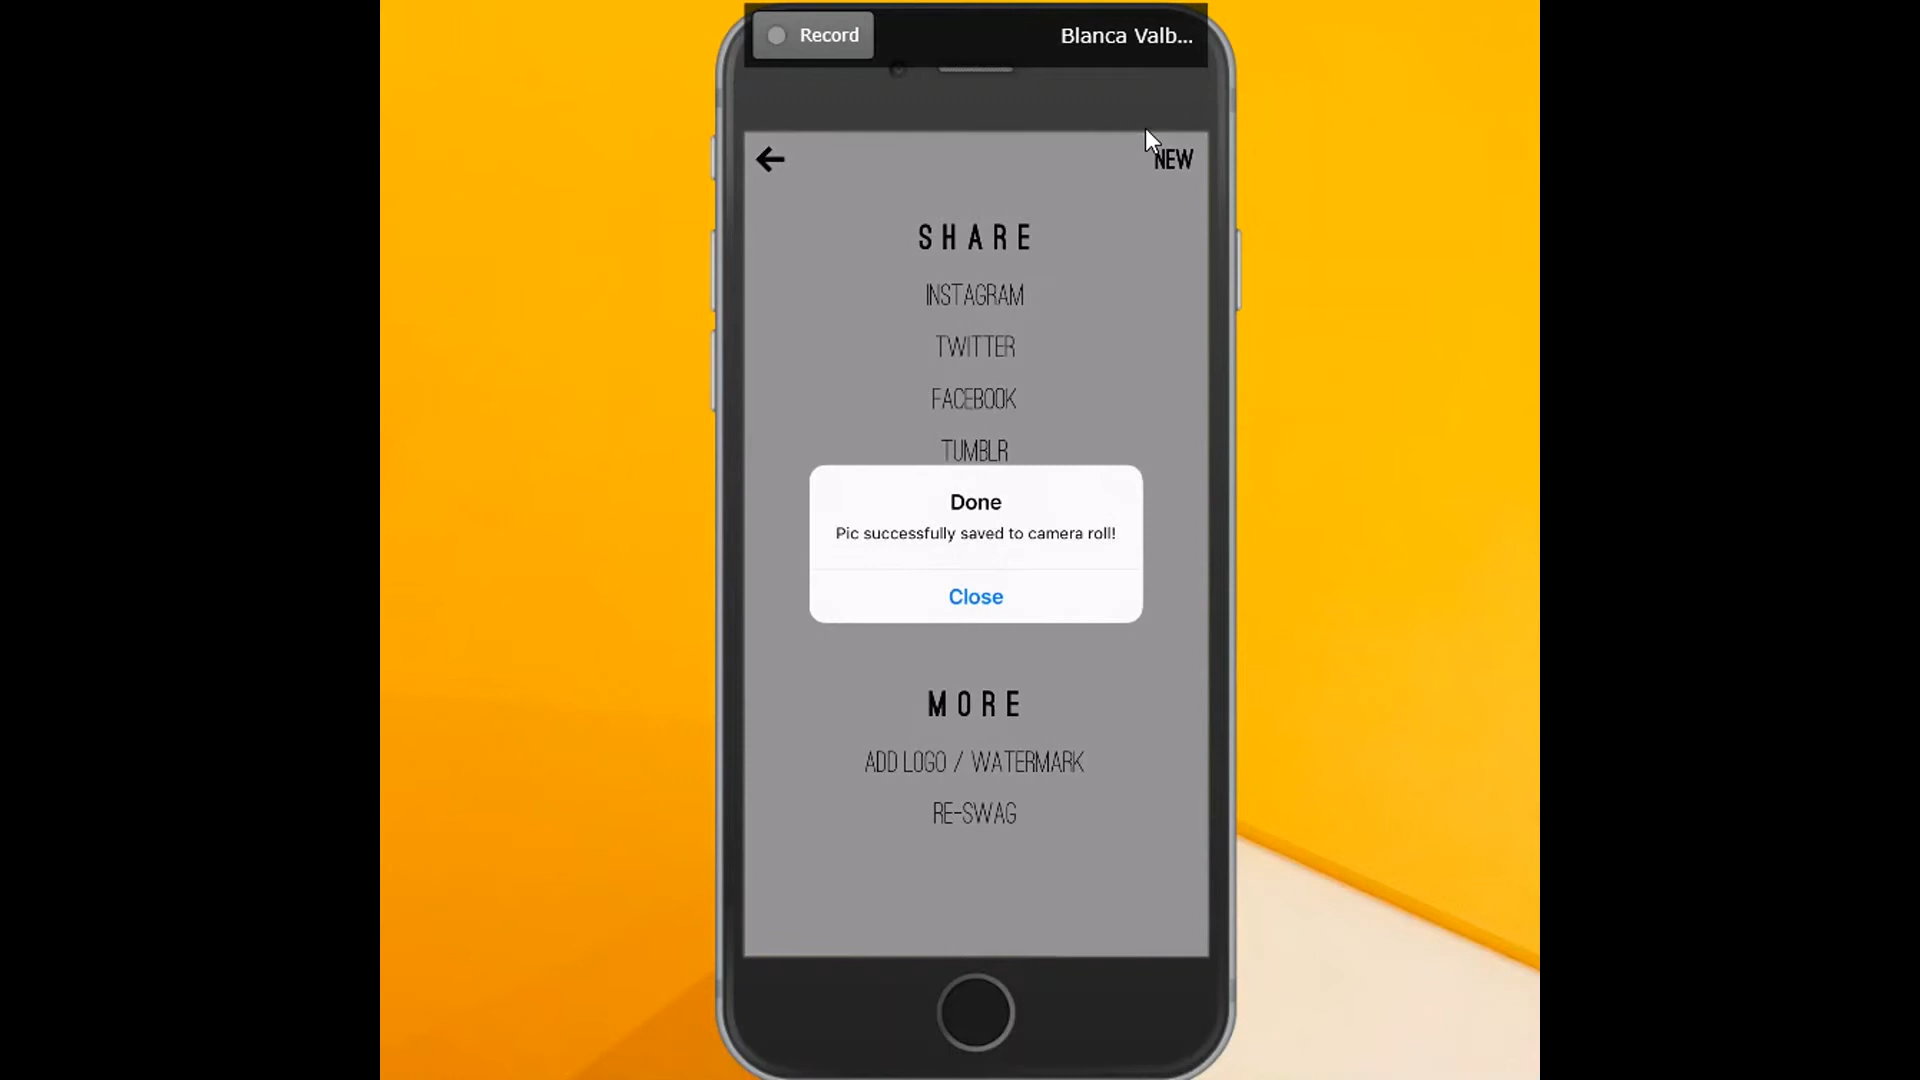 Record
Blanca Valb...
NEW
SHARE
INSTAGRAM
TWITTER
FACEBOOK
TUMBLR
Done
Pic successfully saved to camera roll!
Close
MORE
ADD LOGO / WATERMARK
RE-SWAG